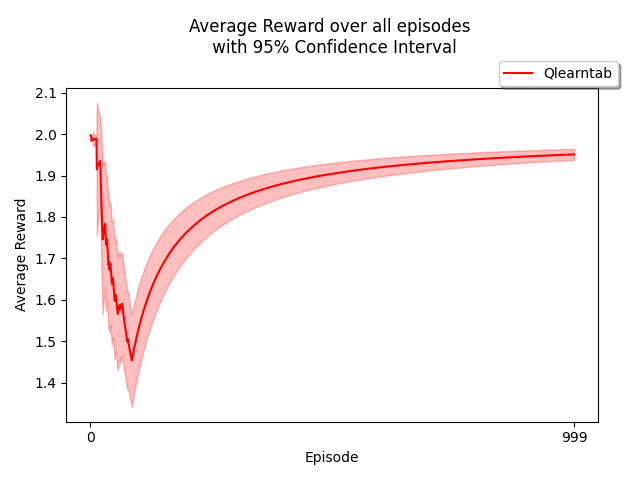 Average Reward over all episodes
with 95% Confidence Interval
Qlearntab
2.1
2.0
1.9
1.8
1.7
1.6
1.5
1.4
Average Reward
0
999
Episode